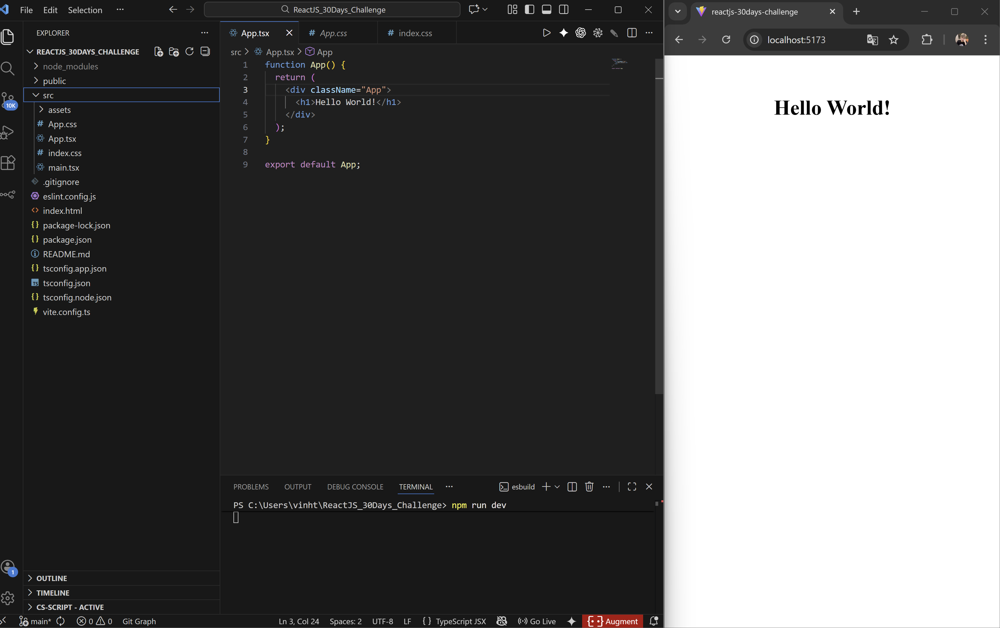 File Edit Selection ··· ReactJS_30Days_Challenge
EXPLORER
REACTJS_30DAYS_CHALLENGE
node_modules
public
src
assets
# App.css
App.tsx
# index.css
main.tsx
.gitignore
eslint.config.js
<> index.html
{} package-lock.json
{} package.json
README.md
{} tsconfig.app.json
TS tsconfig.json
{} tsconfig.node.json
vite.config.ts
10K
1
OUTLINE
TIMELINE
CS-SCRIPT - ACTIVE
App.tsx # App.css # index.css
src > App.tsx > App
1 function App() {
2 return (
3 <div className="App">
4 <h1>Hello World!</h1>
5 </div>
6 );
7 }
8
9 export default App;
PROBLEMS OUTPUT DEBUG CONSOLE TERMINAL ··· esbuild
PS C:\Users\vinht\ReactJS_30Days_Challenge> npm run dev
main* 0 0 Git Graph Ln 3, Col 24 Spaces: 2 UTF-8 LF {} TypeScript JSX Go Live Augment
reactjs-30days-challenge
localhost:5173
Hello World!